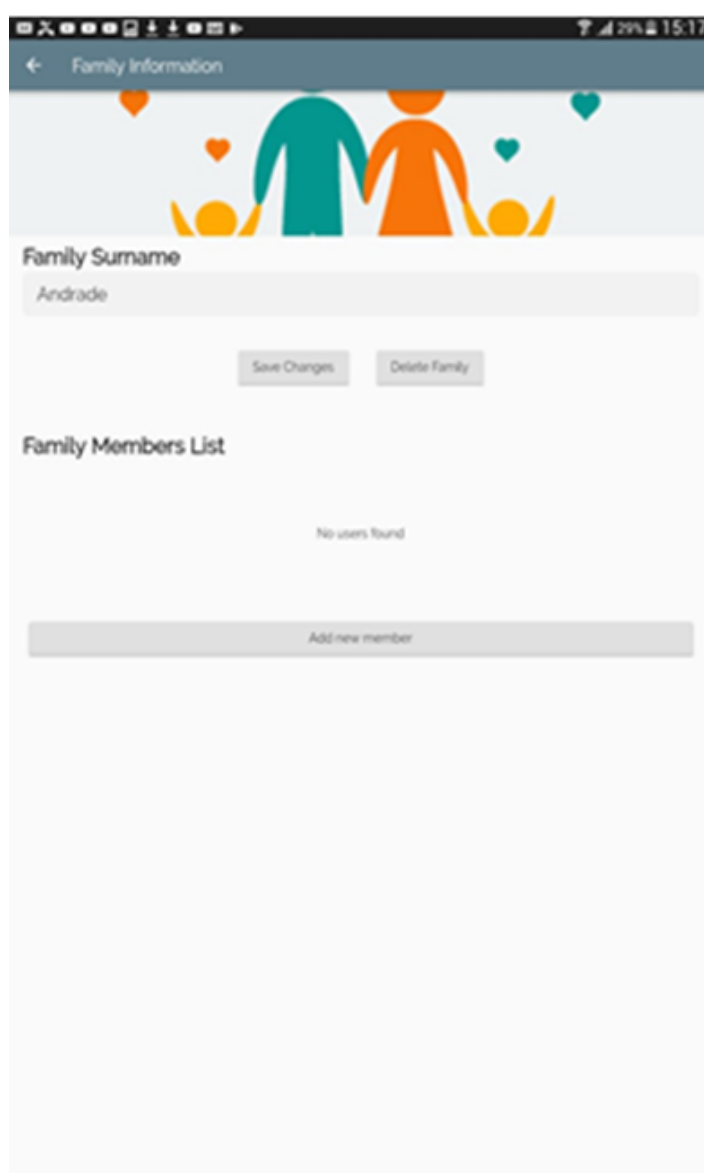 29% 15:17
Family Information
Family Surname
Andrade
Save Changes Delete Family
Family Members List
No users found
Add new member